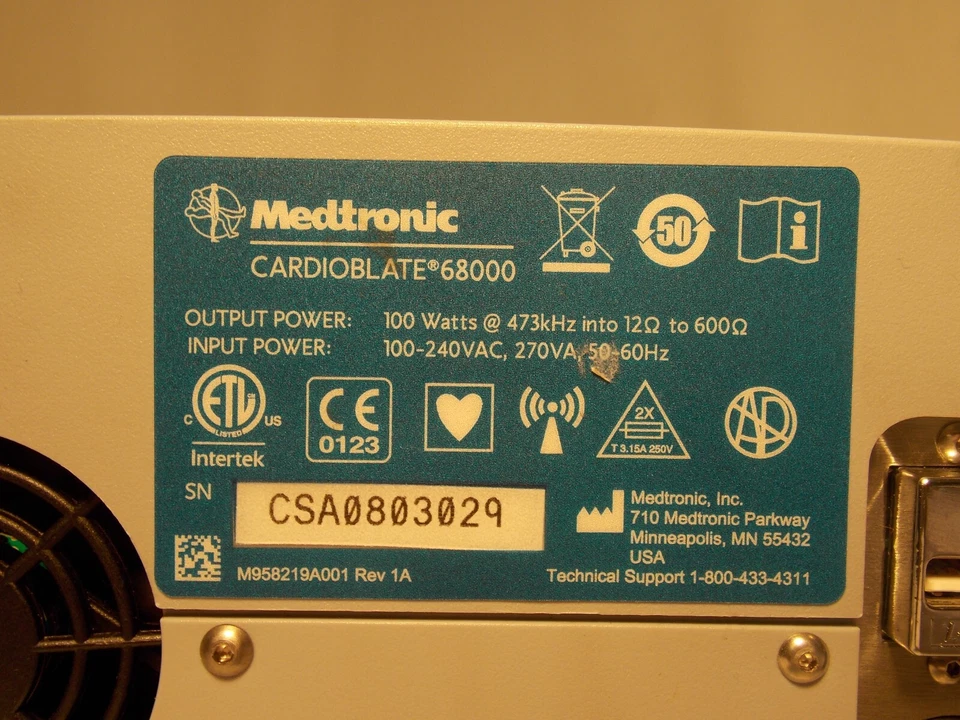 Medtronic
CARDIOBLATE®68000
50
i
OUTPUT POWER: 100 Watts @ 473kHz into 12Ω to 600Ω
INPUT POWER: 100-240VAC, 270VA, 50-60Hz
C ETL US
LISTED
Intertek
CE
0123
2X
T 3.15A 250V
SN
CSA0803029
Medtronic, Inc.
710 Medtronic Parkway
Minneapolis, MN 55432
USA
M958219A001 Rev 1A
Technical Support 1-800-433-4311